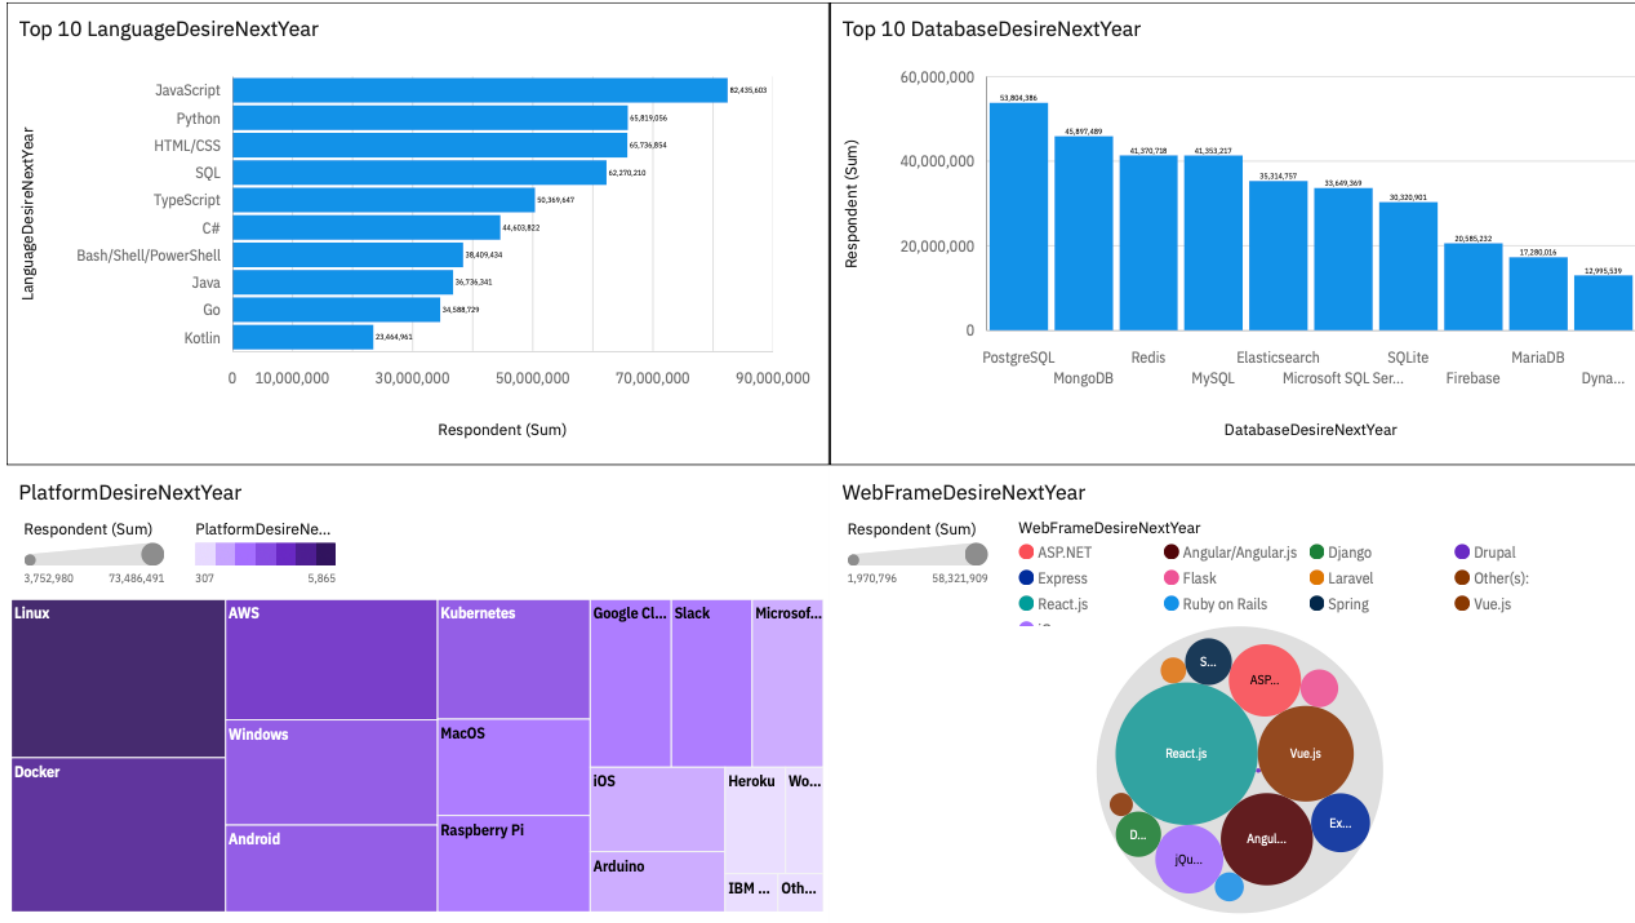 Top 10 LanguageDesireNextYear
LanguageDesireNextYear
JavaScript 82,435,603
Python 65,819,056
HTML/CSS 65,736,854
SQL 62,270,210
TypeScript 50,369,647
C# 44,603,822
Bash/Shell/PowerShell 38,409,434
Java 36,736,341
Go 34,588,729
Kotlin 23,464,961
0 10,000,000 30,000,000 50,000,000 70,000,000 90,000,000
Respondent (Sum)
Top 10 DatabaseDesireNextYear
Respondent (Sum)
60,000,000
40,000,000
20,000,000
0
53,804,386
45,897,489
41,370,718
41,353,217
35,314,757
33,649,369
30,320,901
20,585,232
17,280,016
12,995,539
PostgreSQL Redis Elasticsearch SQLite MariaDB
MongoDB MySQL Microsoft SQL Ser... Firebase Dyna...
DatabaseDesireNextYear
PlatformDesireNextYear
Respondent (Sum) PlatformDesireNe...
3,752,980 73,486,491 307 5,865
Linux
Docker
AWS
Windows
Android
Kubernetes
MacOS
Raspberry Pi
Google Cl...
Slack
Microsof...
iOS
Arduino
Heroku
Wo...
IBM ...
Oth...
WebFrameDesireNextYear
Respondent (Sum)
1,970,796 58,321,909
WebFrameDesireNextYear
ASP.NET Angular/Angular.js Django Drupal
Express Flask Laravel Other(s):
React.js Ruby on Rails Spring Vue.js
S...
ASP...
React.js
Vue.js
D...
jQu...
Angul...
Ex...